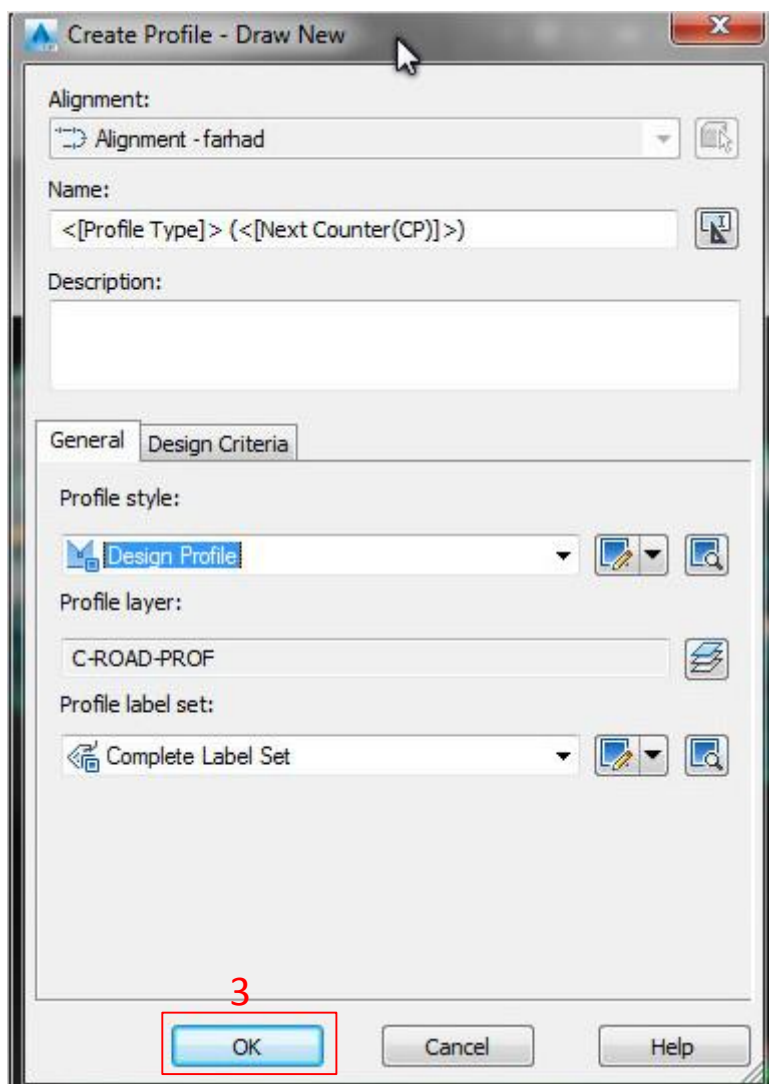 Create Profile - Draw New
Alignment:
Alignment - farhad
Name:
<[Profile Type]> (<[Next Counter(CP)]>)
Description:
General Design Criteria
Profile style:
Design Profile
Profile layer:
C-ROAD-PROF
Profile label set:
Complete Label Set
3
OK Cancel Help